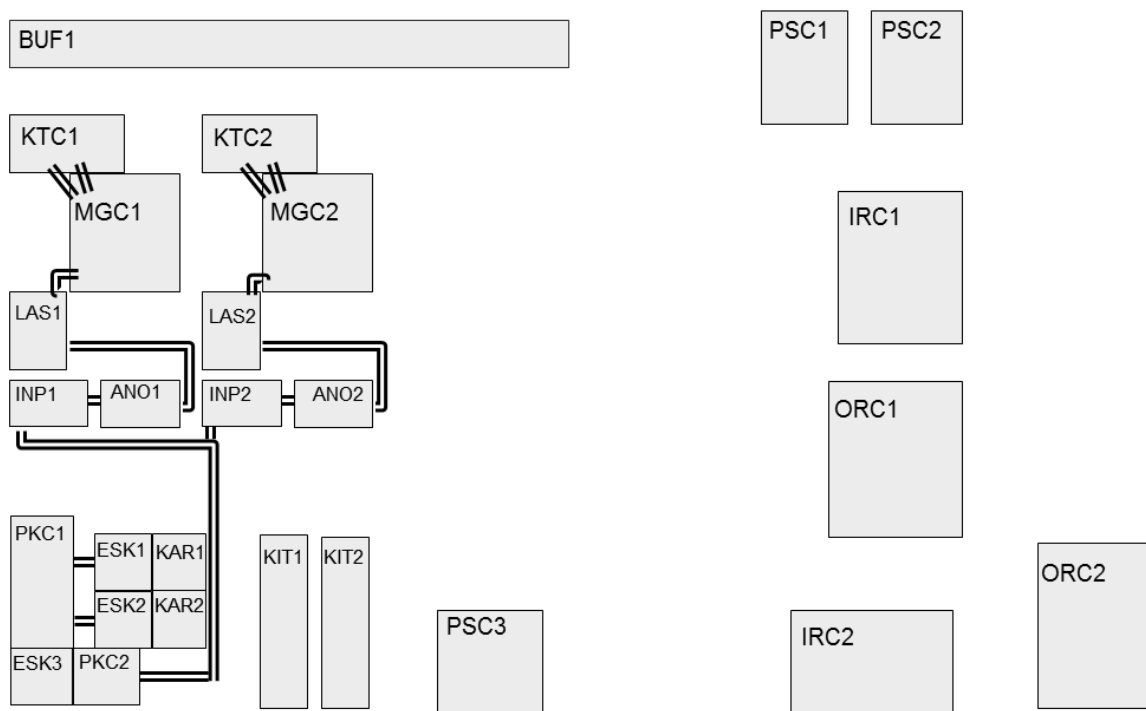 BUF1
PSC1
PSC2
KTC1
KTC2
MGC1
MGC2
IRC1
LAS1
LAS2
INP1
ANO1
INP2
ANO2
ORC1
PKC1
ESK1
KAR1
KIT1
KIT2
ORC2
ESK2
KAR2
PSC3
IRC2
ESK3
PKC2